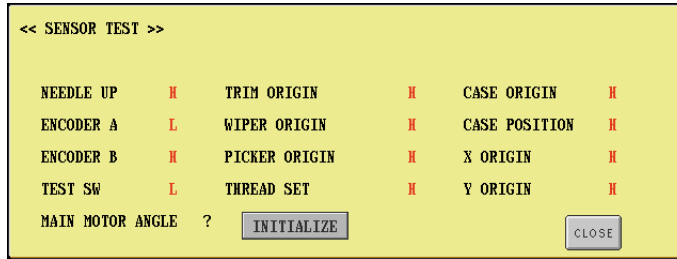 << SENSOR TEST >>
NEEDLE UP H TRIM ORIGIN H CASE ORIGIN H
ENCODER A L WIPER ORIGIN H CASE POSITION H
ENCODER B H PICKER ORIGIN H X ORIGIN H
TEST SW L THREAD SET H Y ORIGIN H
MAIN MOTOR ANGLE ? INITIALIZE
CLOSE